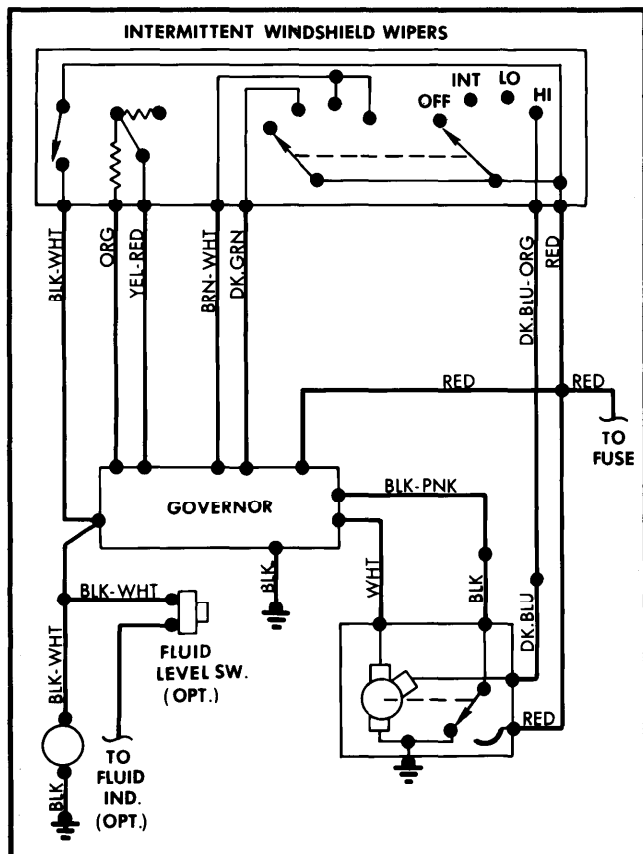 INTERMITTENT WINDSHIELD WIPERS
INT
LO
OFF
HI
BLK-WHT
ORG
YEL-RED
BRN-WHT
DK.GRN
DK.BLU-ORG
RED
RED
RED
TO
FUSE
GOVERNOR
BLK-PNK
BLK
WHT
BLK
DK.BLU
BLK-WHT
BLK-WHT
FLUID
LEVEL SW.
(OPT.)
RED
TO
FLUID
IND.
(OPT.)
BLK